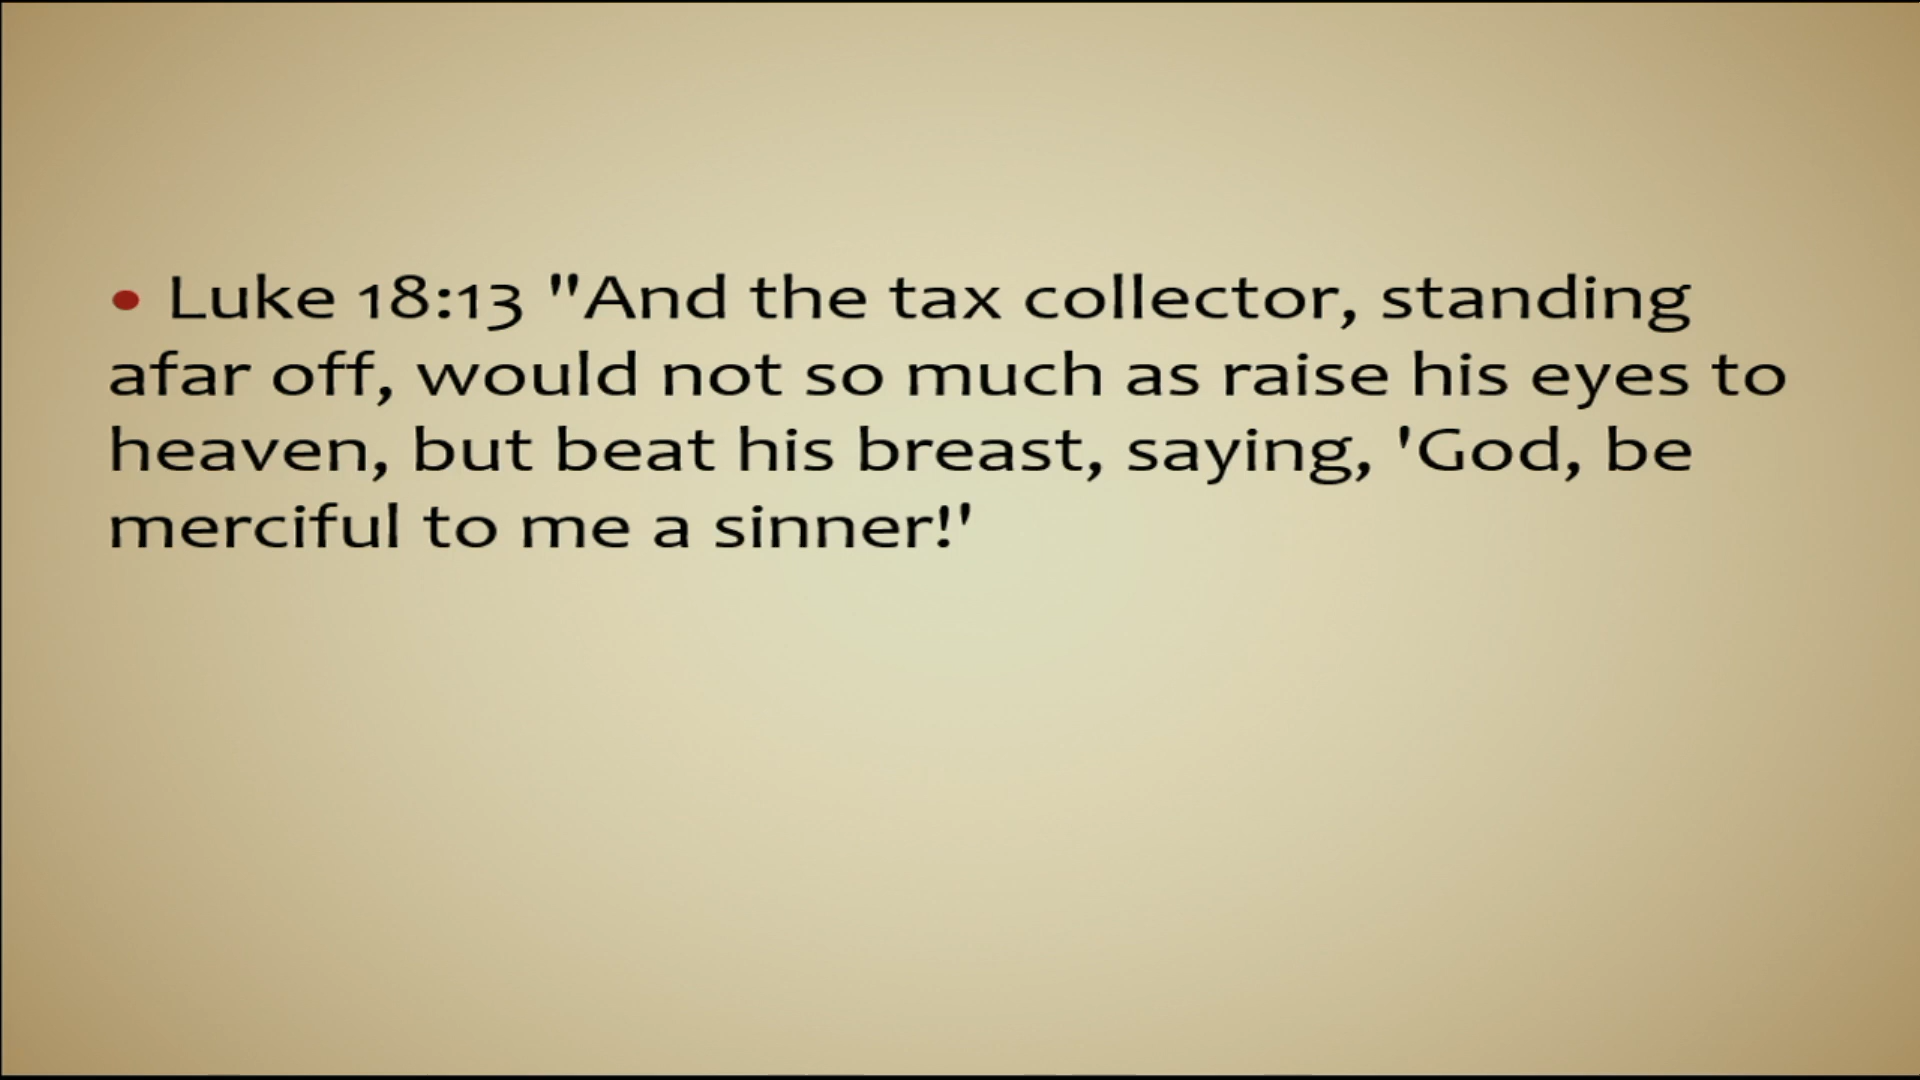 • Luke 18:13 "And the tax collector, standing
afar off, would not so much as raise his eyes to
heaven, but beat his breast, saying, 'God, be
merciful to me a sinner!'